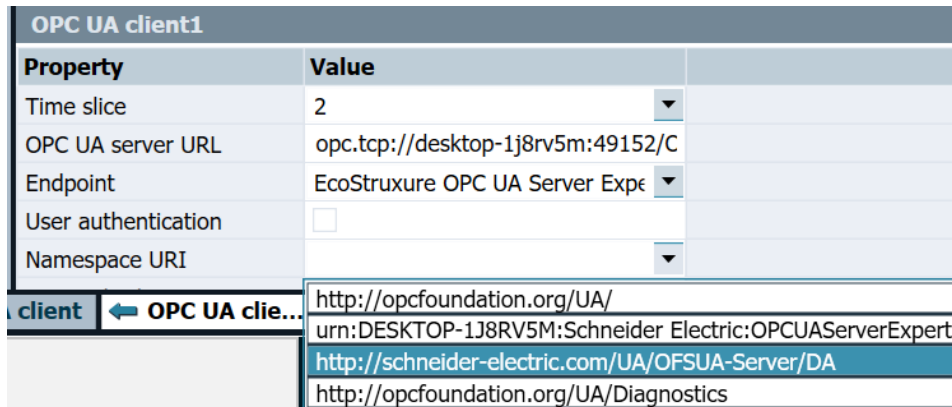 OPC UA client1
Property Value
Time slice 2
OPC UA server URL opc.tcp://desktop-1j8rv5m:49152/
Endpoint EcoStruxure OPC UA Server
User authentication
Namespace URI
client OPC UA clie...
http://opcfoundation.org/UA/
urn:DESKTOP-1J8RV5M:Schneider Electric:OPCUAServerExpert
http://schneider-electric.com/UA/OFSUA-Server/DA
http://opcfoundation.org/UA/Diagnostics